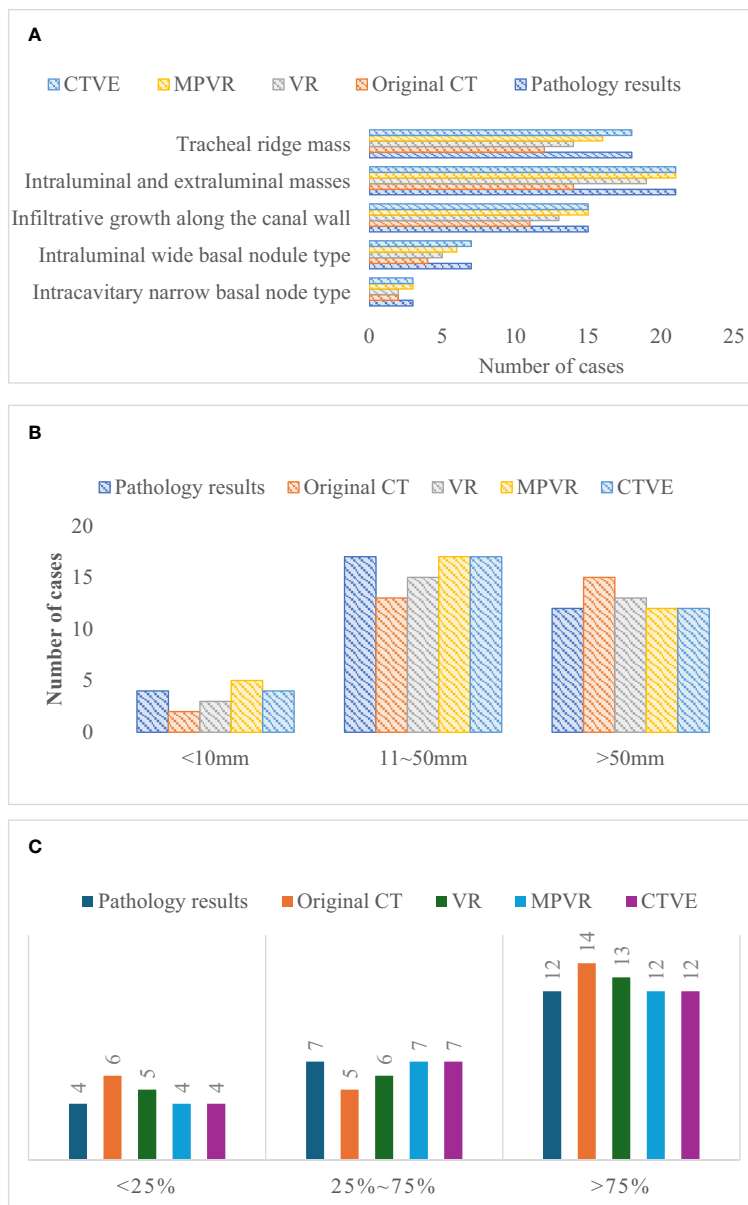 A
CTVE MPVR VR Original CT Pathology results
Tracheal ridge mass
Intraluminal and extraluminal masses
Infiltrative growth along the canal wall
Intraluminal wide basal nodule type
Intracavitary narrow basal node type
0 5 10 15 20 25
Number of cases
B
Pathology results Original CT VR MPVR CTVE
Number of cases
20
15
10
5
0
<10mm 11~50mm >50mm
C
Pathology results Original CT VR MPVR CTVE
4 6 5 4 4 7 5 6 7 7 12 14 13 12 12
<25% 25%~75% >75%